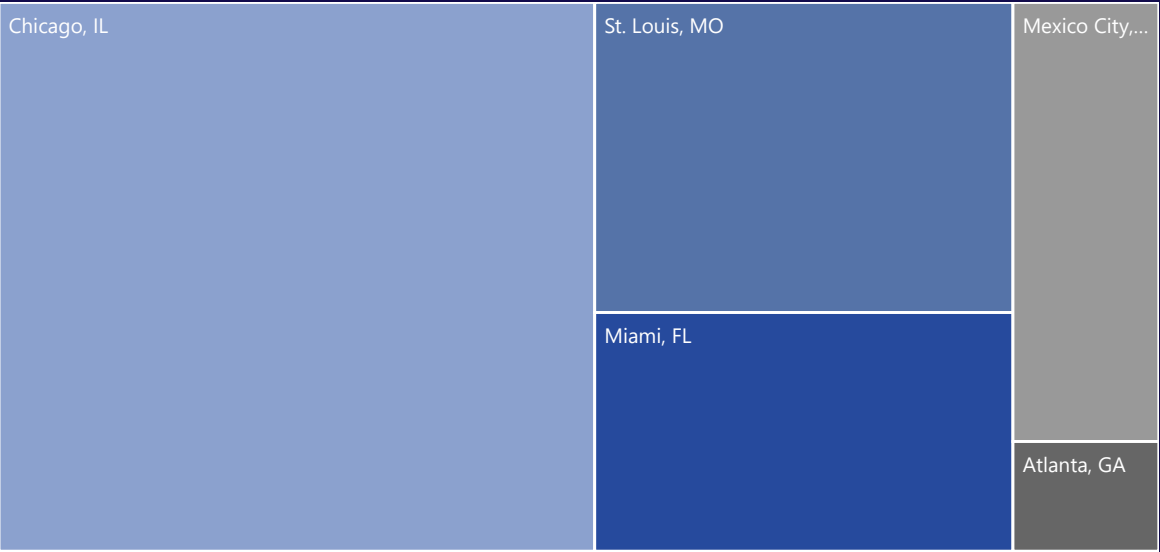 Chicago, IL
St. Louis, MO
Mexico City,...
Miami, FL
Atlanta, GA